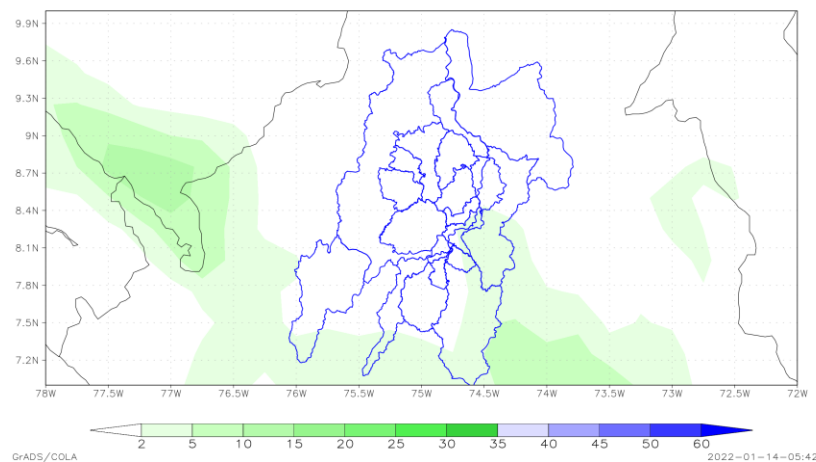 9.9N
9.6N
9.3N
9N
8.7N
8.4N
8.1N
7.8N
7.5N
7.2N
78W 77.5W 77W 76.5W 76W 75.5W 75W 74.5W 74W 73.5W 73W 72.5W 72W
2 5 10 15 20 25 30 35 40 45 50 60
GrADS/COLA 2022-01-14-05:42